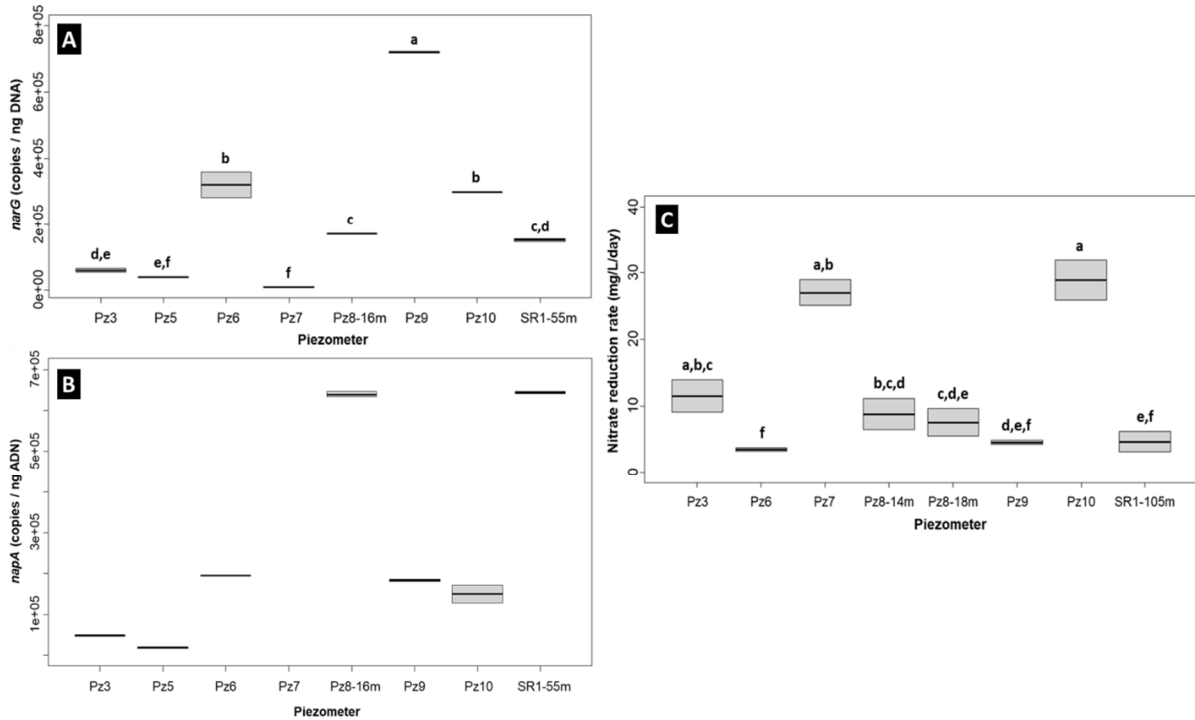 A
narG (copies / ng DNA)
8e+05
6e+05
4e+05
2e+05
0e+00
d,e
e,f
b
f
c
a
b
c,d
Pz3 Pz5 Pz6 Pz7 Pz8-16m Pz9 Pz10 SR1-55m
Piezometer
B
napA (copies / ng ADN)
7e+05
5e+05
3e+05
1e+05
Pz3 Pz5 Pz6 Pz7 Pz8-16m Pz9 Pz10 SR1-55m
Piezometer
C
Nitrate reduction rate (mg/L/day)
40
30
20
10
0
a,b,c
f
a,b
b,c,d
c,d,e
d,e,f
a
e,f
Pz3 Pz6 Pz7 Pz8-14m Pz8-18m Pz9 Pz10 SR1-105m
Piezometer